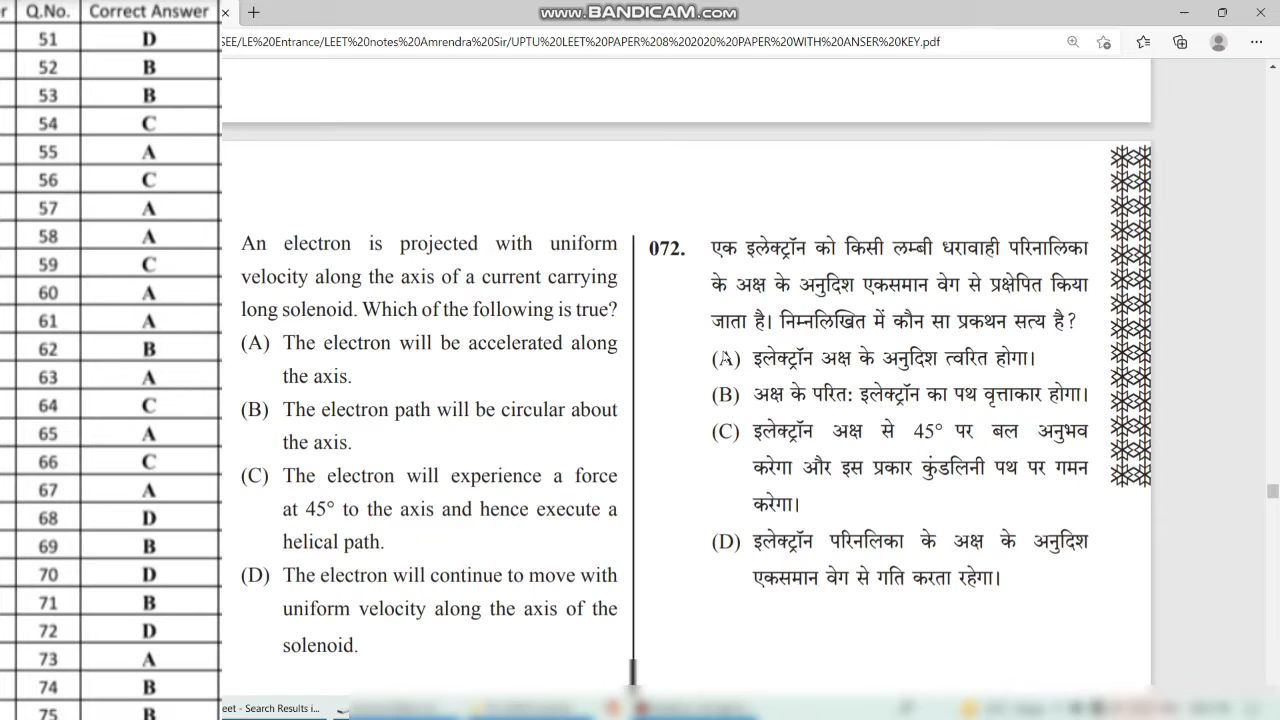 www.BANDICAM.com
r Q.No. Correct Answer
51 D
52 B
53 B
54 C
55 A
56 C
57 A
58 A
59 C
60 A
61 A
62 B
63 A
64 C
65 A
66 C
67 A
68 D
69 B
70 D
71 B
72 D
73 A
74 B
75 B
SEE/LE%20Entrance/LEET%20notes%20Amrendra%20Sir/UPTU%20LEET%20PAPER%208%202020%20PAPER%20WITH%20ANSER%20KEY.pdf
An electron is projected with uniform
velocity along the axis of a current carrying
long solenoid. Which of the following is true?
(A) The electron will be accelerated along
the axis.
(B) The electron path will be circular about
the axis.
(C) The electron will experience a force
at 45° to the axis and hence execute a
helical path.
(D) The electron will continue to move with
uniform velocity along the axis of the
solenoid.
072. एक इलेक्ट्रॉन को किसी लम्बी धरावाही परिनालिका
के अक्ष के अनुदिश एकसमान वेग से प्रक्षेपित किया
जाता है। निम्नलिखित में कौन सा प्रकथन सत्य है?
(A) इलेक्ट्रॉन अक्ष के अनुदिश त्वरित होगा।
(B) अक्ष के परित: इलेक्ट्रॉन का पथ वृत्ताकार होगा।
(C) इलेक्ट्रॉन अक्ष से 45° पर बल अनुभव
करेगा और इस प्रकार कुंडलिनी पथ पर गमन
करेगा।
(D) इलेक्ट्रॉन परिनलिका के अक्ष के अनुदिश
एकसमान वेग से गति करता रहेगा।
eet - Search Results i...